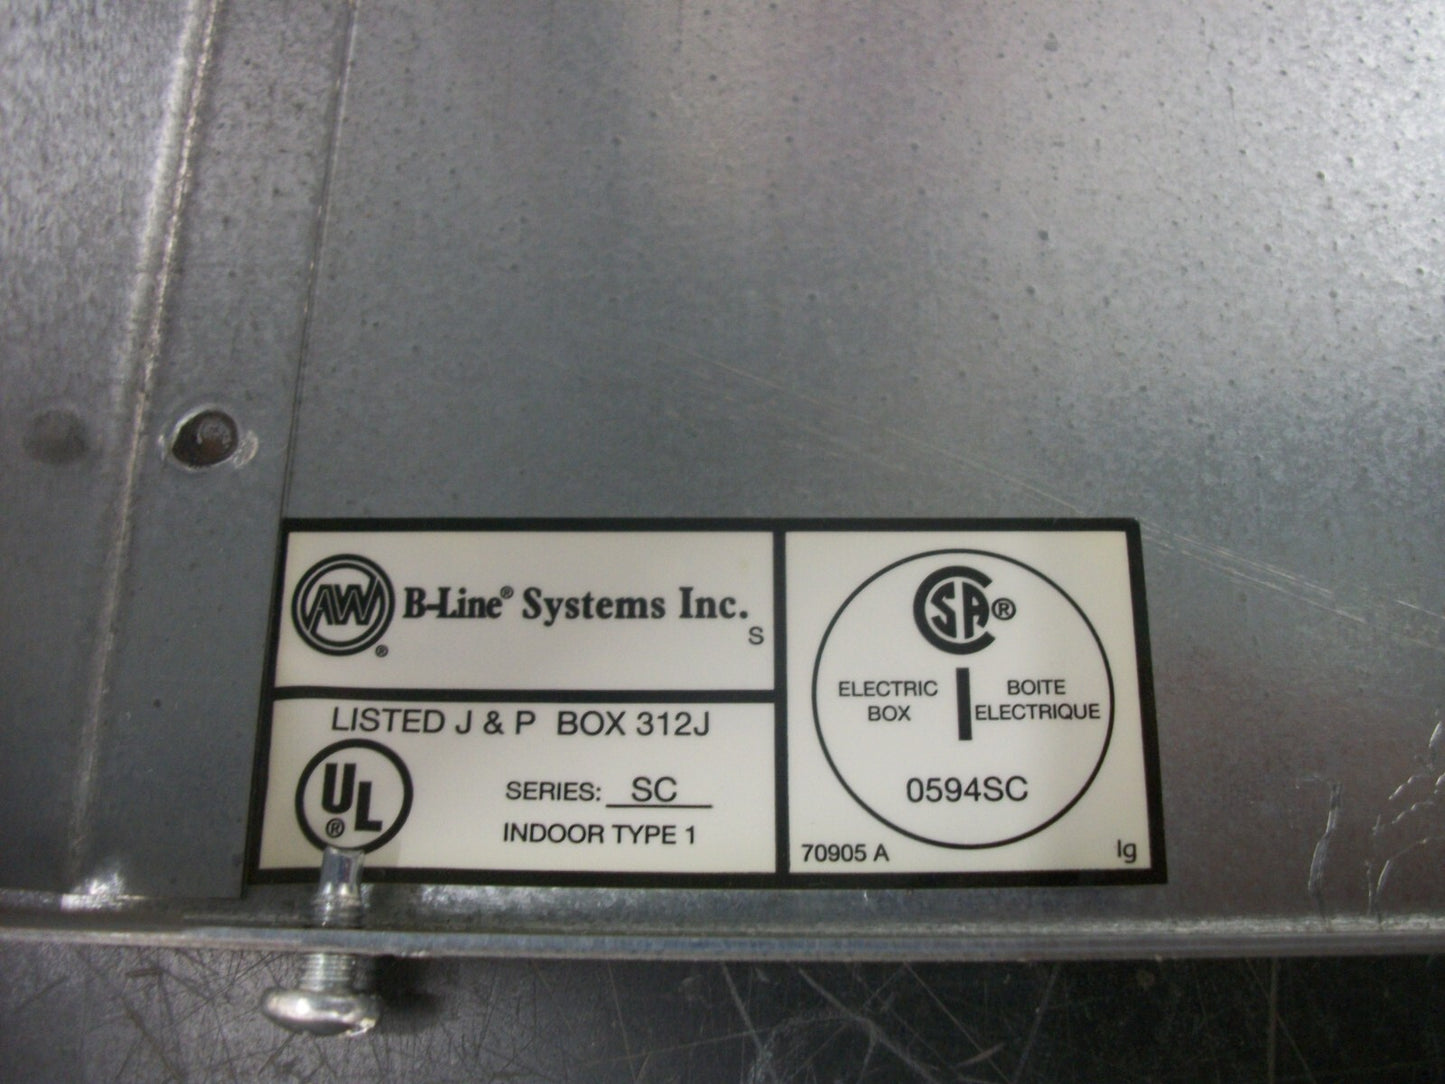 AW ®
B-Line® Systems Inc.
S
LISTED J & P BOX 312J
UL ®
SERIES: SC
INDOOR TYPE 1
CSA ®
ELECTRIC BOX
BOITE ELECTRIQUE
0594SC
70905 A
lg